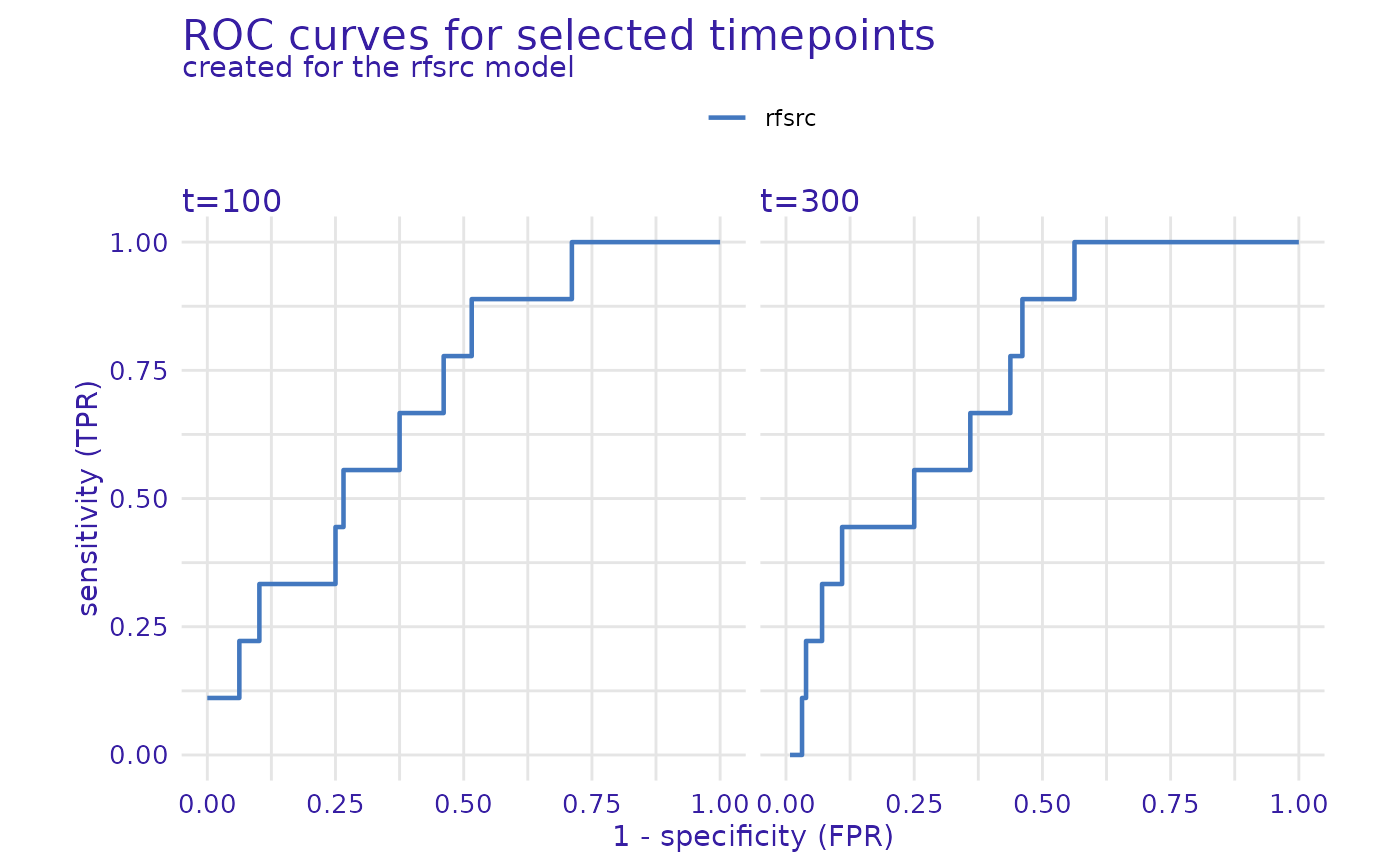 ROC curves for selected timepoints
created for the rfsrc model
rfsrc
t=100
t=300
1.00
0.75
0.50
0.25
0.00
sensitivity (TPR)
0.00 0.25 0.50 0.75 1.00 0.00 0.25 0.50 0.75 1.00
1 - specificity (FPR)